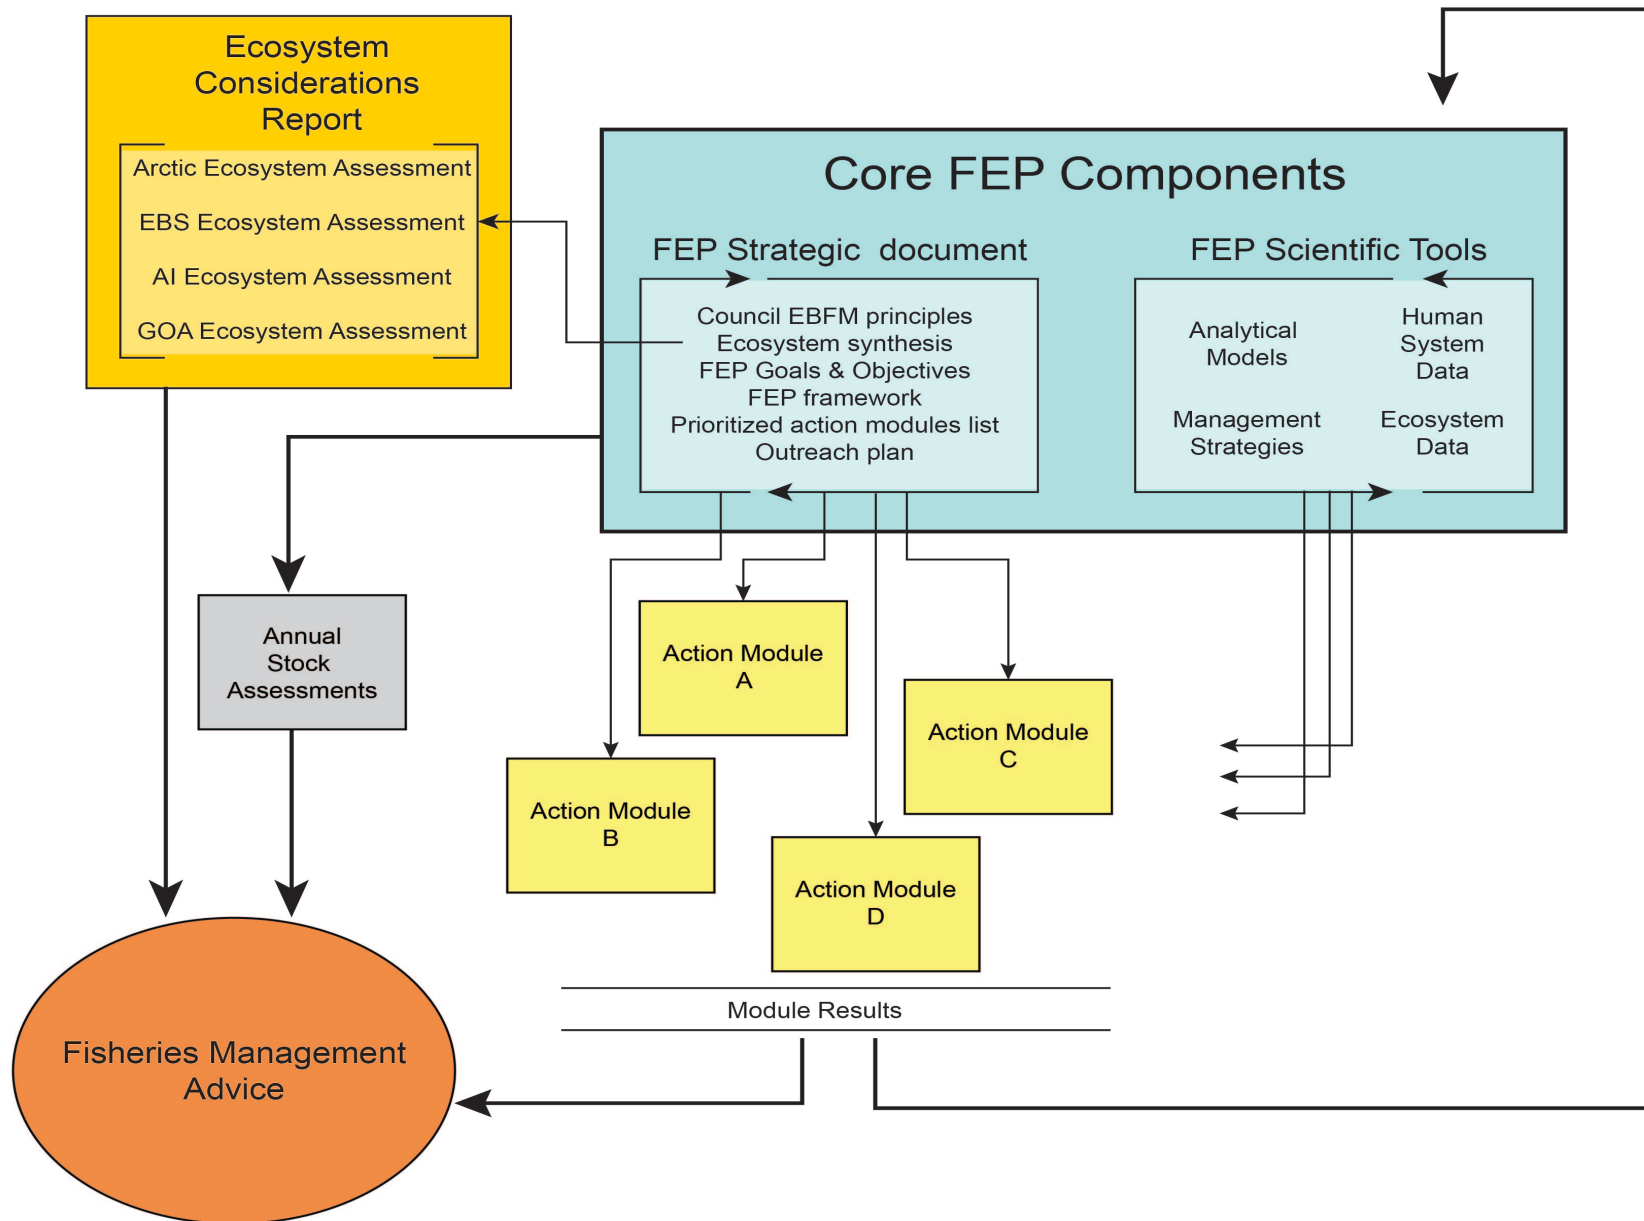 Ecosystem
Considerations
Report
Arctic Ecosystem Assessment
EBS Ecosystem Assessment
AI Ecosystem Assessment
GOA Ecosystem Assessment
Core FEP Components
FEP Strategic document
Council EBFM principles
Ecosystem synthesis
FEP Goals & Objectives
FEP framework
Prioritized action modules list
Outreach plan
FEP Scientific Tools
Analytical
Models
Human
System
Data
Management
Strategies
Ecosystem
Data
Annual
Stock
Assessments
Action Module
A
Action Module
B
Action Module
C
Action Module
D
Module Results
Fisheries Management
Advice